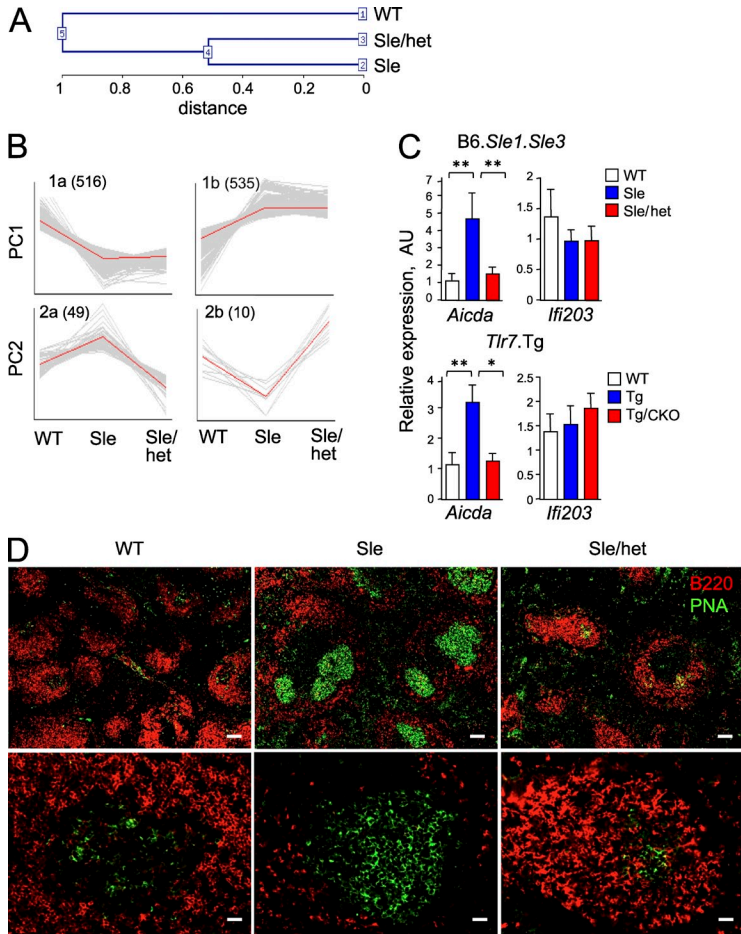 A
WT
Sle/het
Sle
5
1
3
4
2
1 0.8 0.6 0.4 0.2 0
distance
B
1a (516)
1b (535)
PC1
2a (49)
2b (10)
PC2
WT Sle Sle/
het
WT Sle Sle/
het
C
B6.Sle1.Sle3
** **
WT
Sle
Sle/het
7
6
5
4
3
2
1
0
2
1.5
1
0.5
0
Aicda
Ifi203
Relative expression, AU
Tlr7.Tg
** *
WT
Tg
Tg/CKO
4
3
2
1
0
2.5
2
1.5
1
0.5
0
Aicda
Ifi203
D
WT Sle Sle/het
B220
PNA